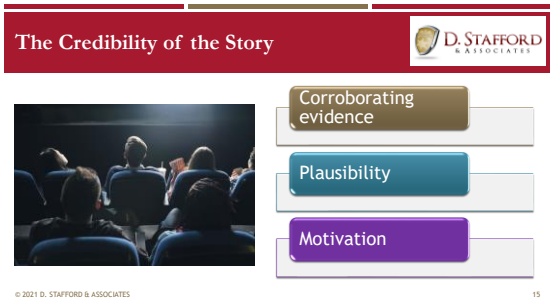 The Credibility of the Story
D. STAFFORD
& ASSOCIATES
Corroborating
evidence
Plausibility
Motivation
© 2021 D. STAFFORD & ASSOCIATES
15